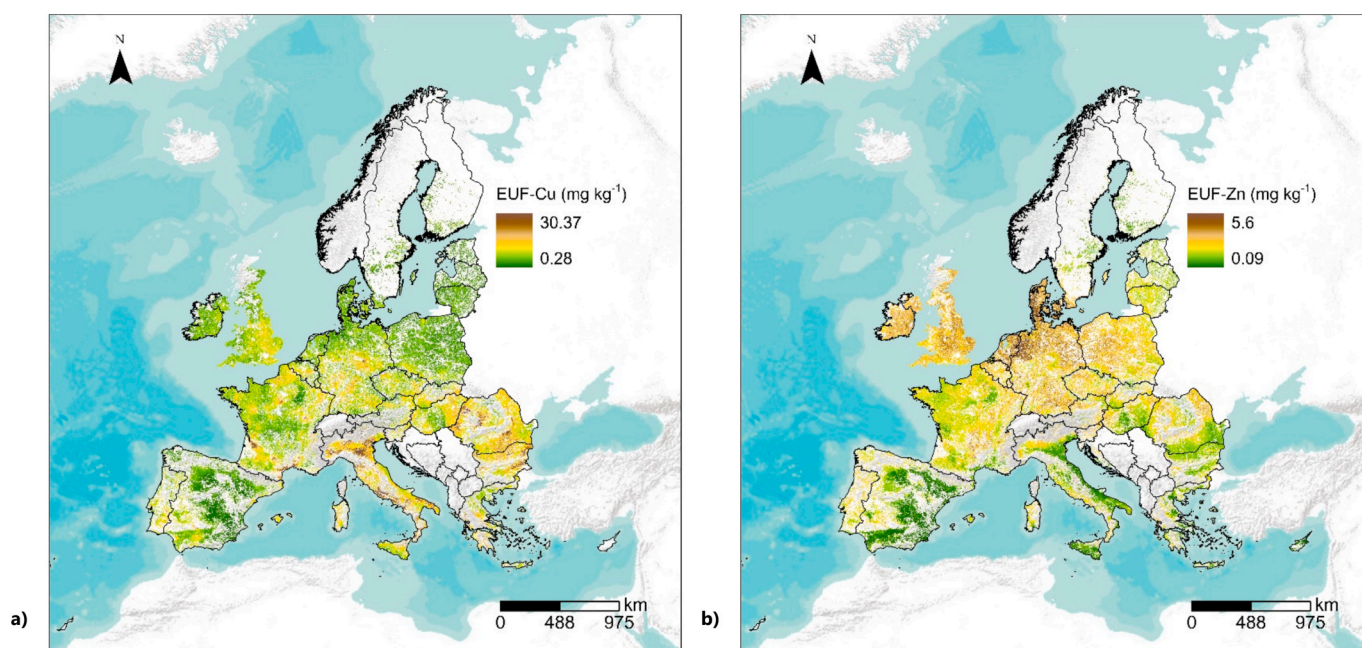 N
EUF-Cu (mg kg⁻¹)
30.37
0.28
km
0 488 975
a)
N
EUF-Zn (mg kg⁻¹)
5.6
0.09
km
0 488 975
b)